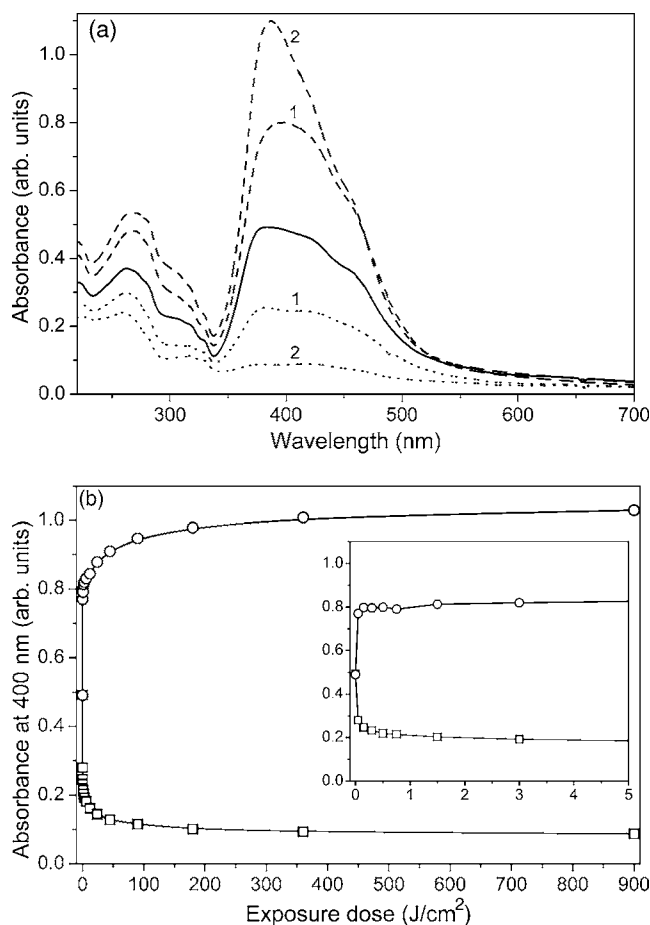 (a)
Absorbance (arb. units)
1.0
0.8
0.6
0.4
0.2
0.0
2
1
1
2
300 400 500 600 700
Wavelength (nm)
(b)
Absorbance at 400 nm (arb. units)
1.0
0.8
0.6
0.4
0.2
0.0
1.0
0.8
0.6
0.4
0.2
0.0
0 1 2 3 4 5
0 100 200 300 400 500 600 700 800 900
Exposure dose (J/cm²)